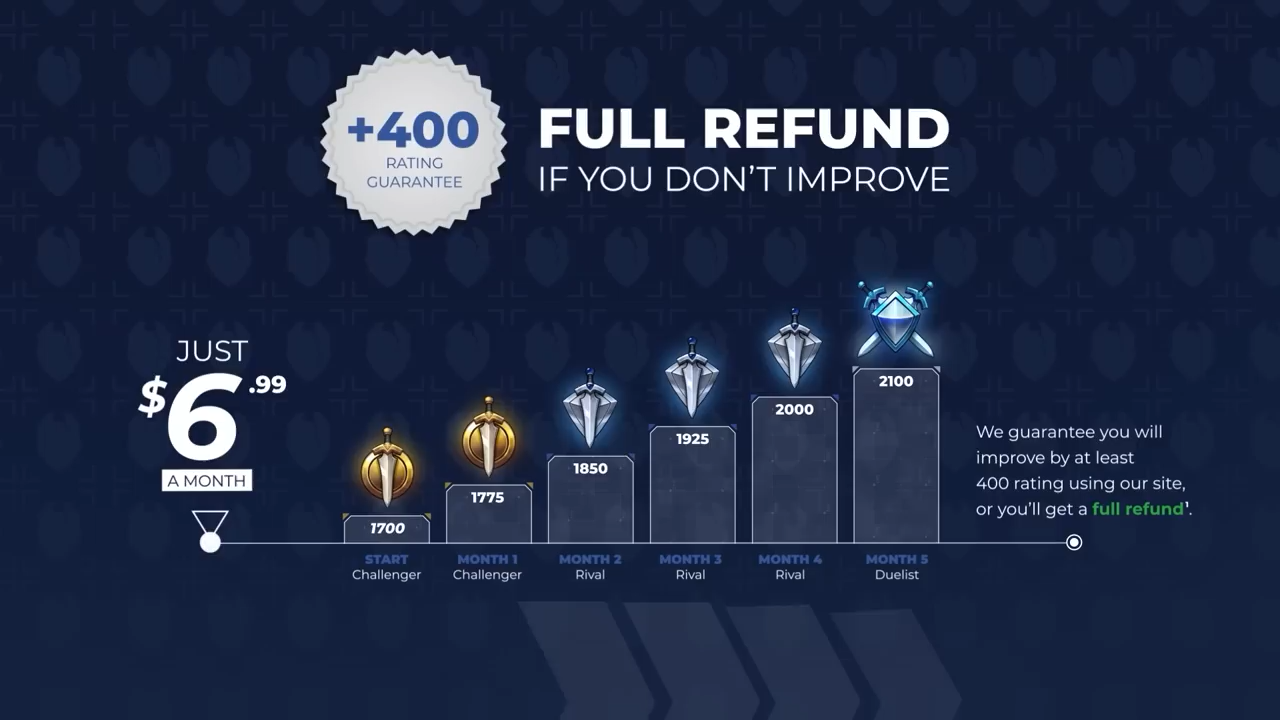 +400
RATING
GUARANTEE
FULL REFUND
IF YOU DON'T IMPROVE
JUST
$6.99
A MONTH
1700
1775
1850
1925
2000
2100
START
Challenger
MONTH 1
Challenger
MONTH 2
Rival
MONTH 3
Rival
MONTH 4
Rival
MONTH 5
Duelist
We guarantee you will
improve by at least
400 rating using our site,
or you'll get a full refund¹.